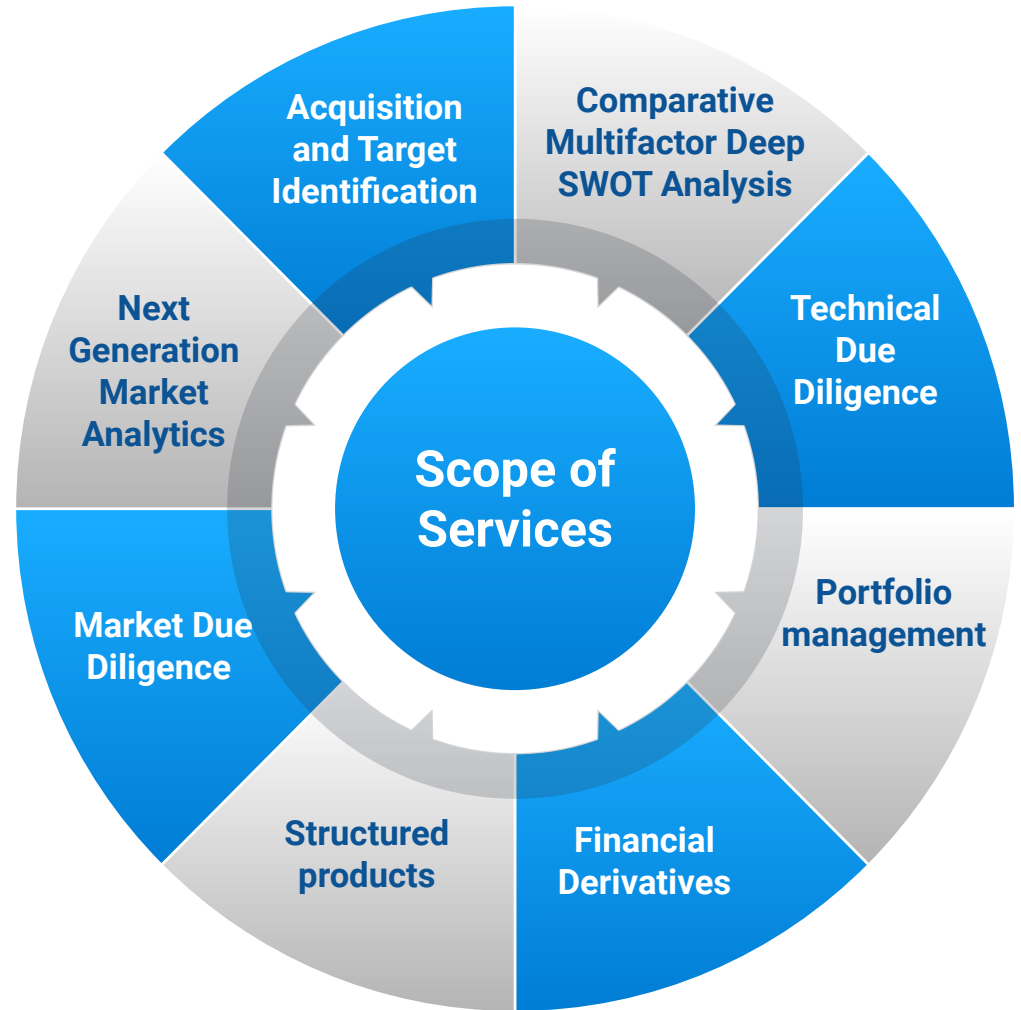 Acquisition
and Target
Identification
Comparative
Multifactor Deep
SWOT Analysis
Technical
Due
Diligence
Portfolio
management
Financial
Derivatives
Structured
products
Market Due
Diligence
Next
Generation
Market
Analytics
Scope of
Services